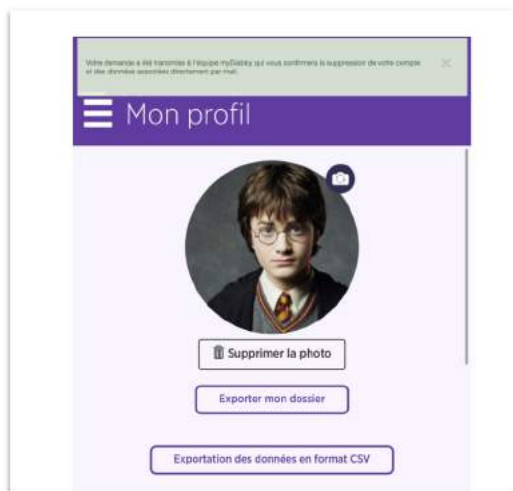 Votre demande a été transmise à l'équipe myDiabby qui vous confirmera la suppression de votre compte
et des données associées directement par mail.
Mon profil
Supprimer la photo
Exporter mon dossier
Exportation des données en format CSV